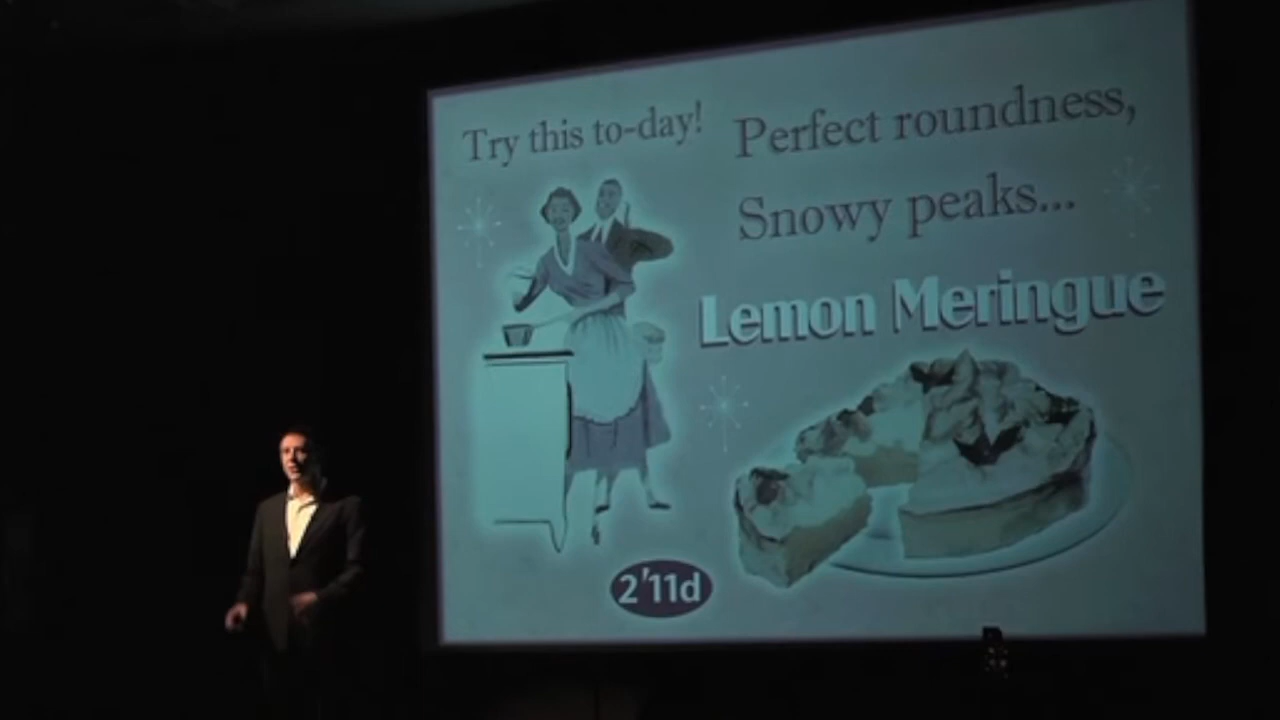 Try this to-day!
Perfect roundness,
Snowy peaks...
Lemon Meringue
2'11d